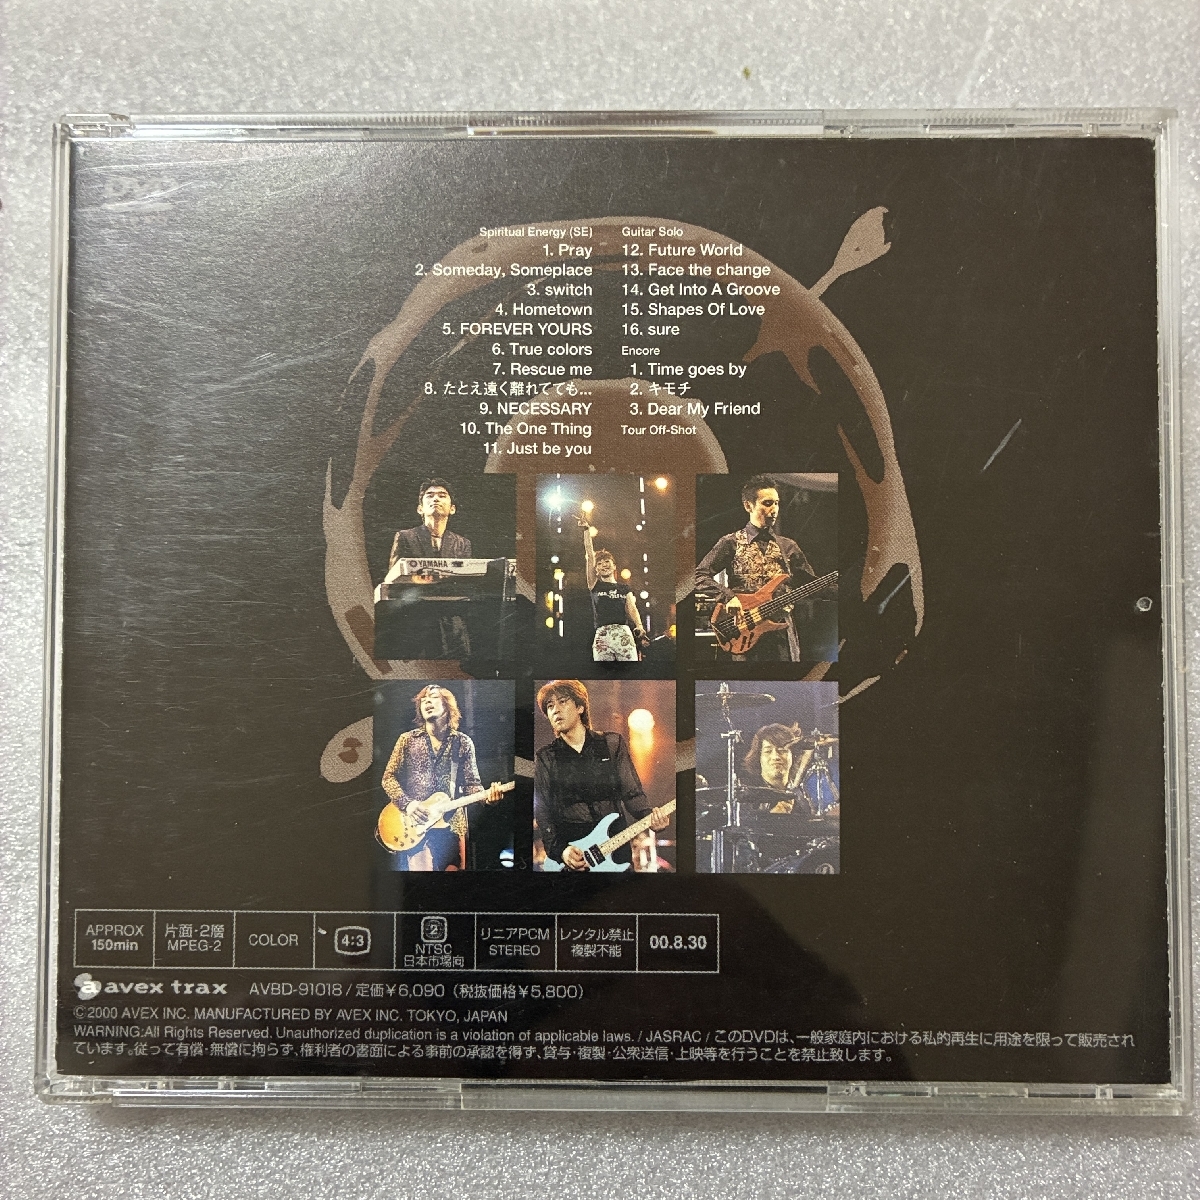 DVD
Spiritual Energy (SE)
1. Pray
2. Someday, Someplace
3. switch
4. Hometown
5. FOREVER YOURS
6. True colors
7. Rescue me
8. たとえ遠く離れてても...
9. NECESSARY
10. The One Thing
11. Just be you
Guitar Solo
12. Future World
13. Face the change
14. Get Into A Groove
15. Shapes Of Love
16. sure
Encore
1. Time goes by
2. キモチ
3. Dear My Friend
Tour Off-Shot
YAMAHA
APPROX
150min
片面・2層
MPEG-2
COLOR
4:3
2
NTSC
日本市場向
リニアPCM
STEREO
レンタル禁止
複製不能
00.8.30
a avex trax AVBD-91018 / 定価¥6,090（税抜価格¥5,800）
©2000 AVEX INC. MANUFACTURED BY AVEX INC. TOKYO, JAPAN
WARNING:All Rights Reserved. Unauthorized duplication is a violation of applicable laws. / JASRAC / このDVDは、一般家庭内における私的再生に用途を限って販売され
ています。従って有償・無償に拘らず、権利者の書面による事前の承認を得ず、貸与・複製・公衆送信・上映等を行うことを禁止致します。